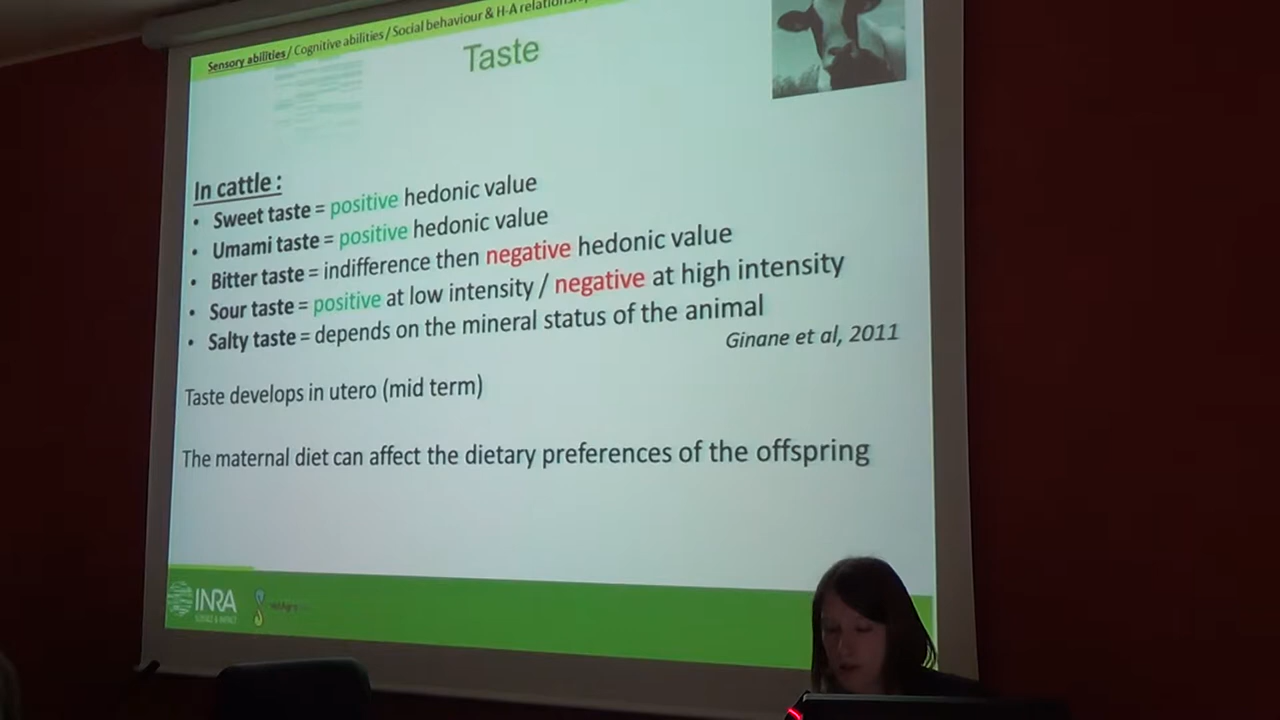 Sensory abilities / Cognitive abilities / Social behaviour & H-A
Taste
In cattle :
• Sweet taste = positive hedonic value
• Umami taste = positive hedonic value
• Bitter taste = indifference then negative hedonic value
• Sour taste = positive at low intensity / negative at high intensity
• Salty taste = depends on the mineral status of the animal
Ginane et al, 2011
Taste develops in utero (mid term)
The maternal diet can affect the dietary preferences of the offspring
INRA
SCIENCE & IMPACT